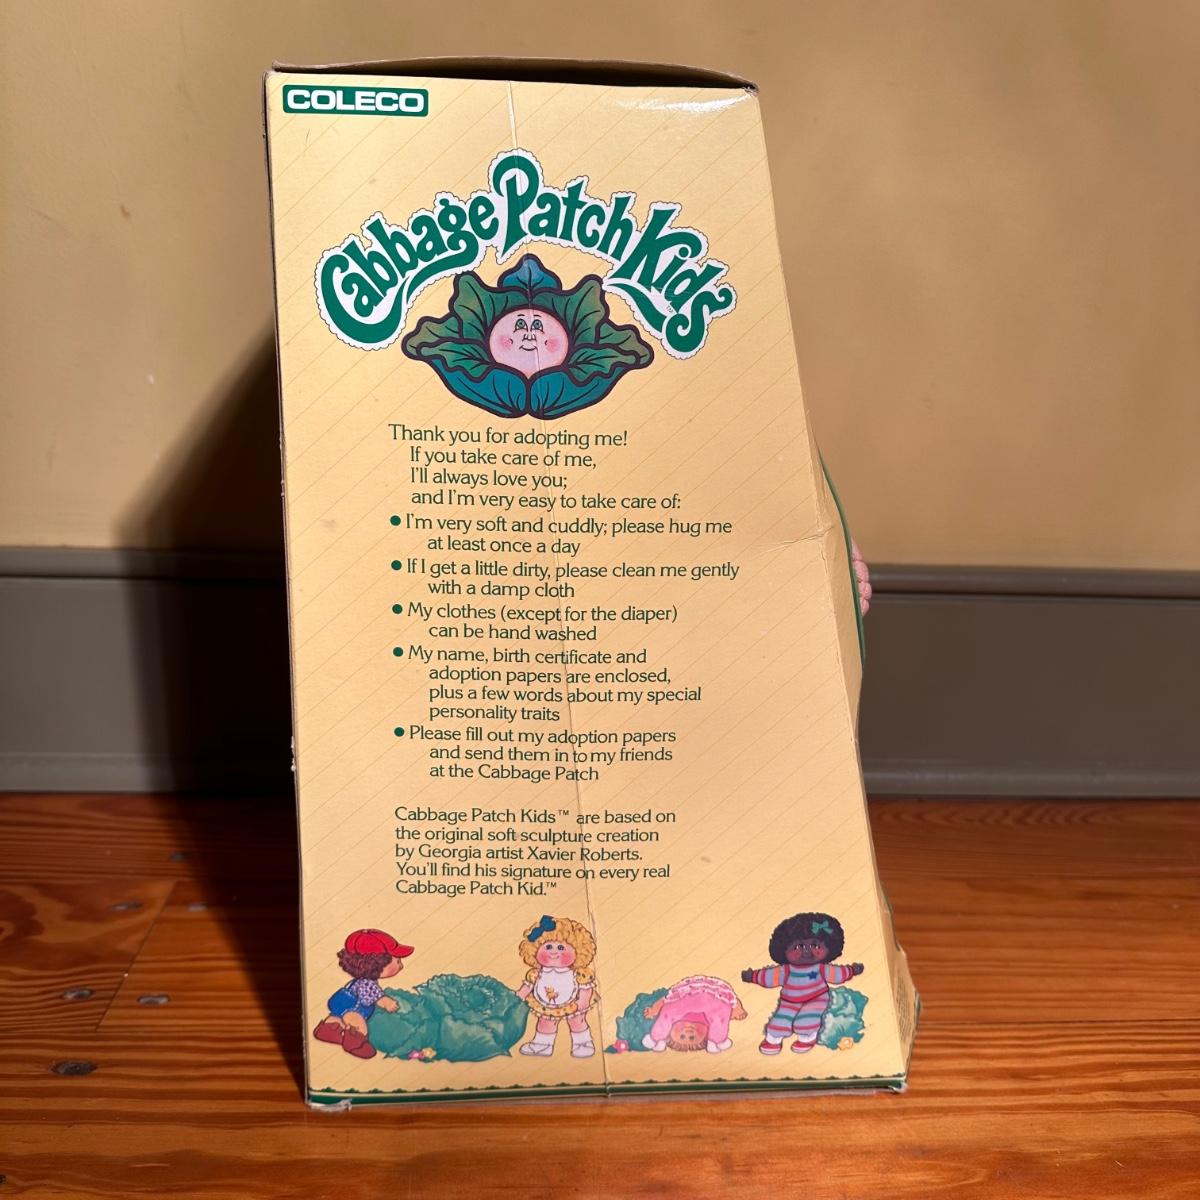 COLECO
Cabbage Patch Kids
Thank you for adopting me!
If you take care of me,
I'll always love you;
and I'm very easy to take care of:
● I'm very soft and cuddly; please hug me
at least once a day
● If I get a little dirty, please clean me gently
with a damp cloth
● My clothes (except for the diaper)
can be hand washed
● My name, birth certificate and
adoption papers are enclosed,
plus a few words about my special
personality traits
● Please fill out my adoption papers
and send them in to my friends
at the Cabbage Patch
Cabbage Patch Kids™ are based on
the original soft sculpture creation
by Georgia artist Xavier Roberts.
You'll find his signature on every real
Cabbage Patch Kid.™